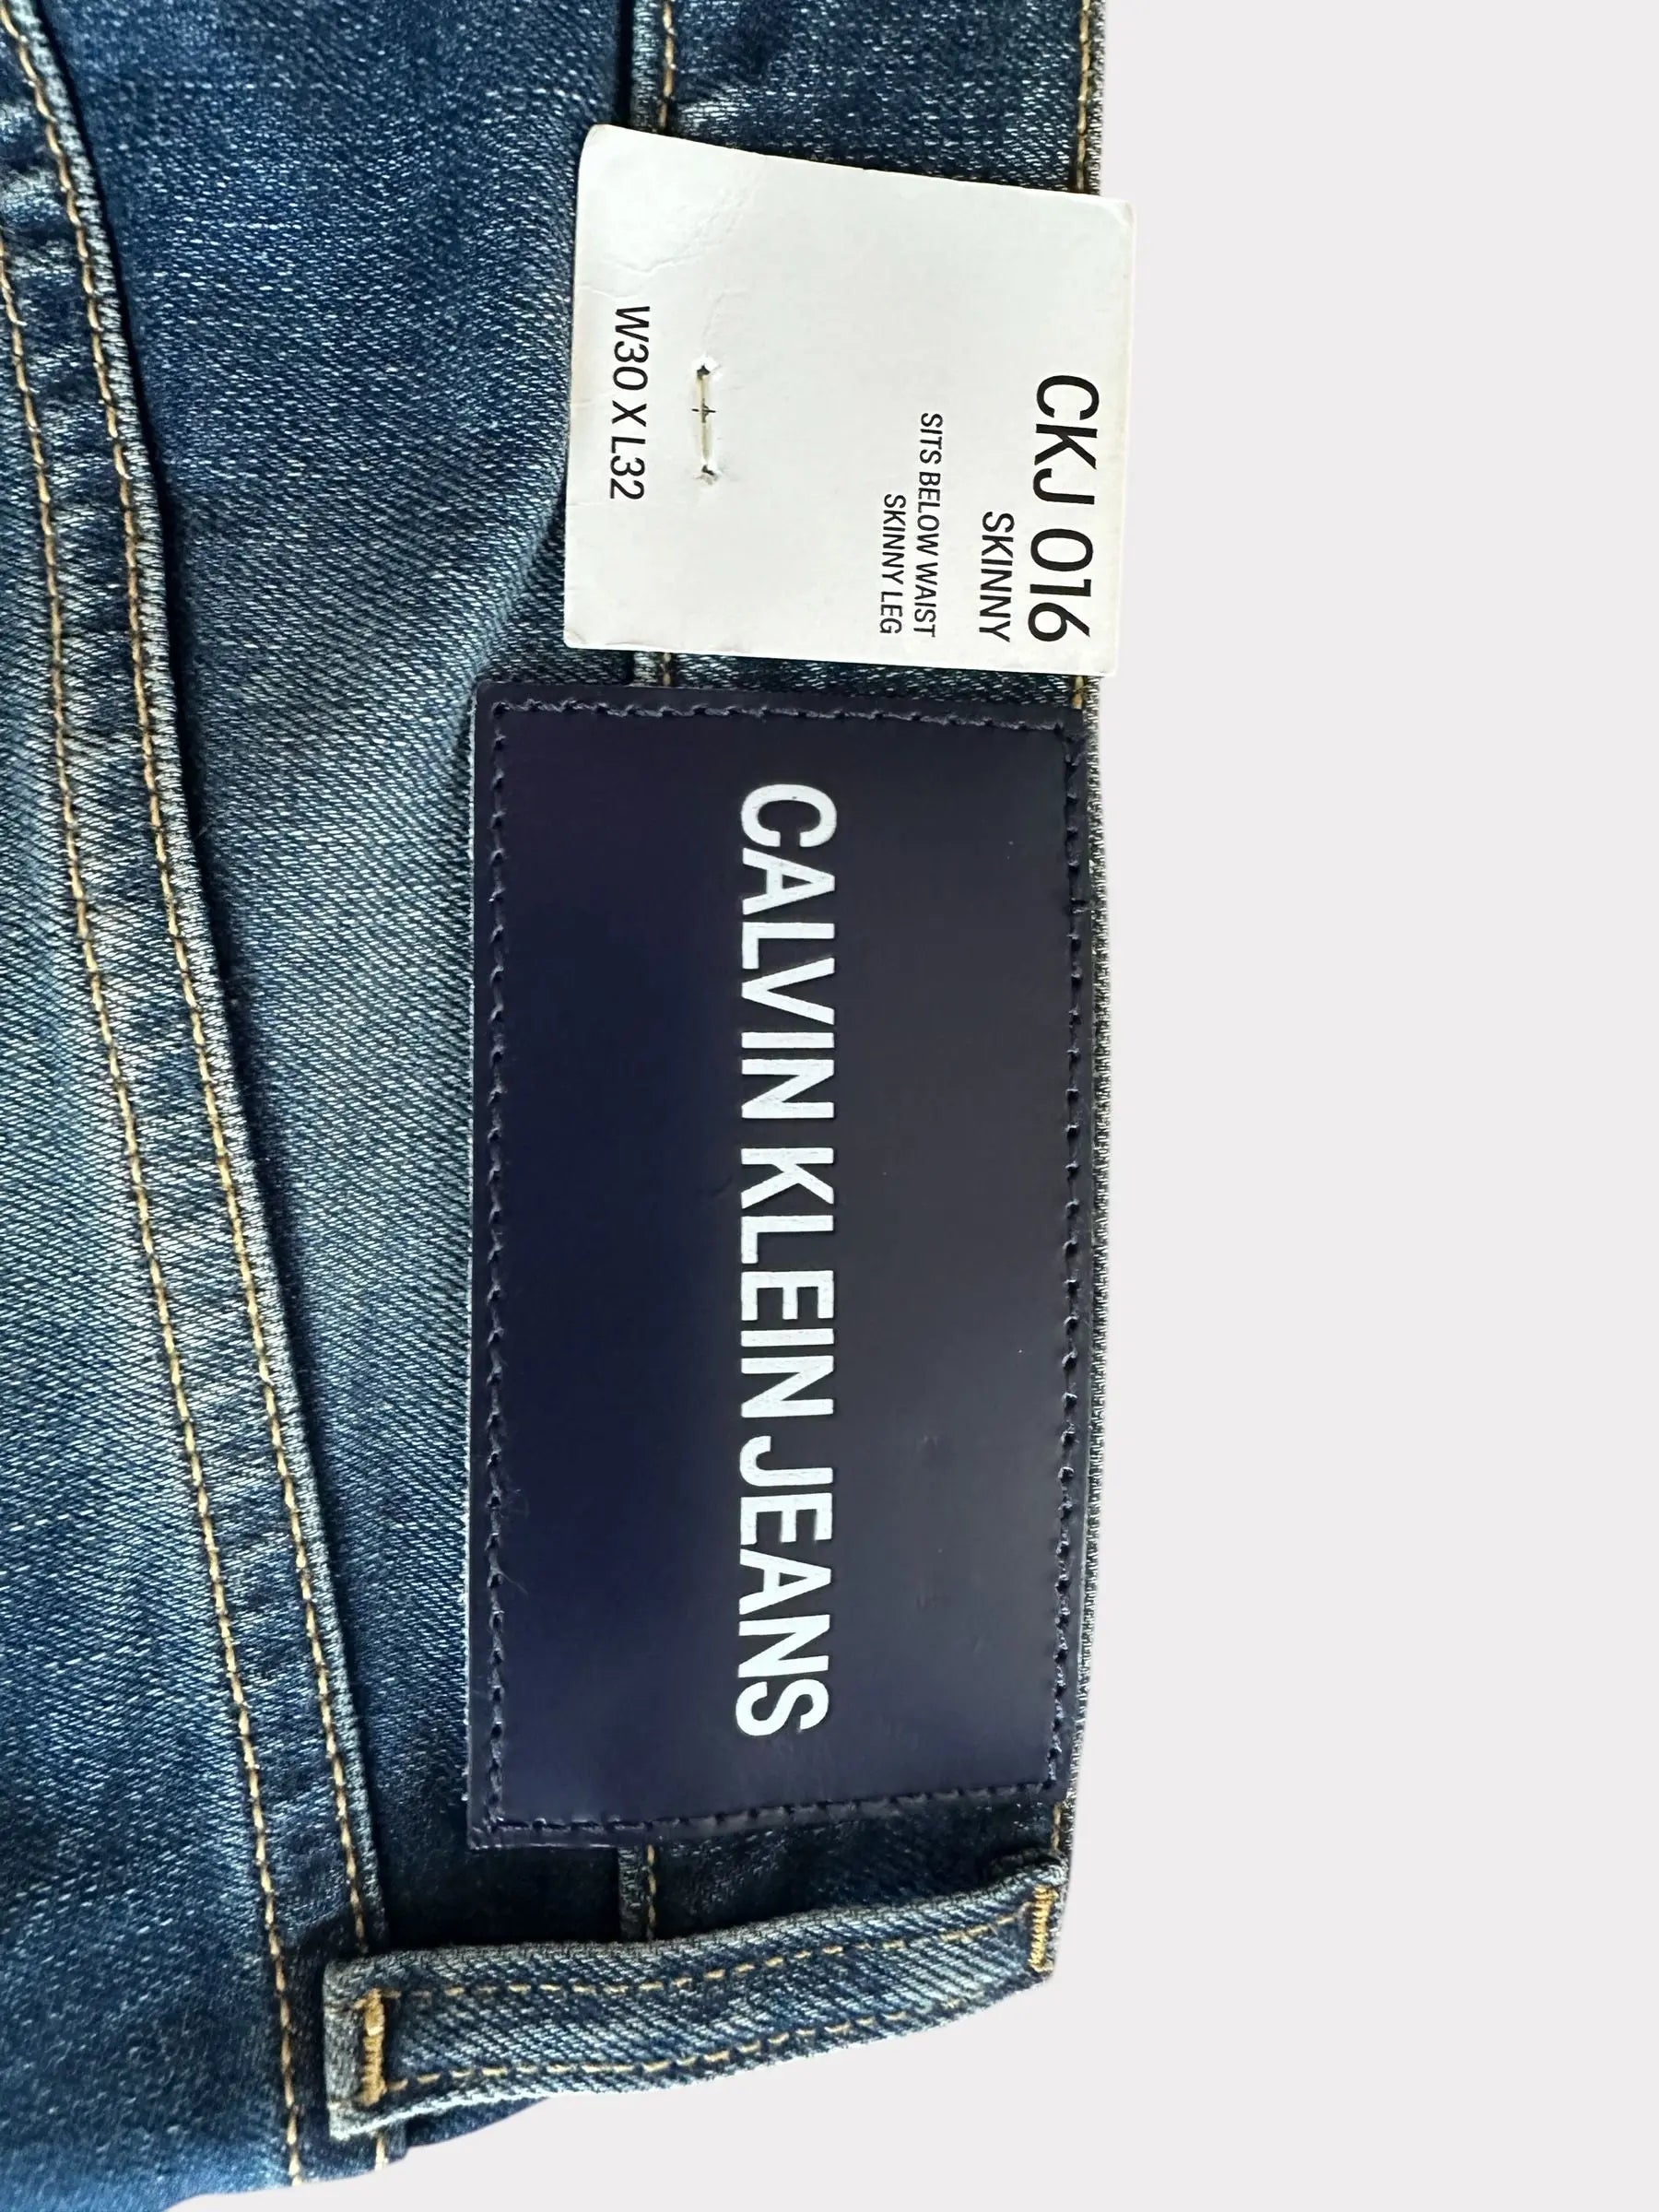 CKJ 016
SKINNY
SITS BELOW WAIST
SKINNY LEG
W30 X L32
CALVIN KLEIN JEANS